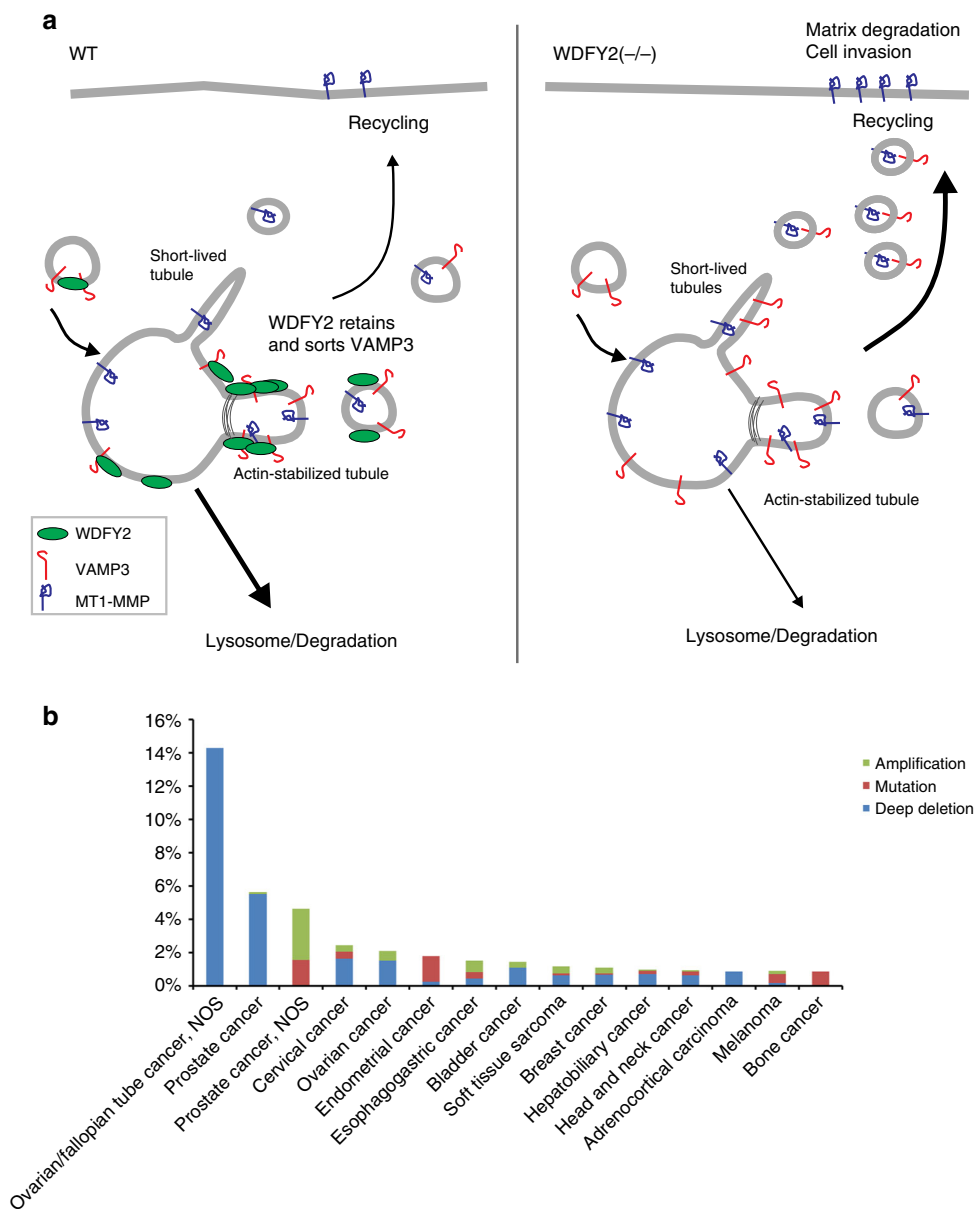 a
WT
Recycling
Short-lived
tubule
WDFY2 retains
and sorts VAMP3
Actin-stabilized tubule
WDFY2
VAMP3
MT1-MMP
Lysosome/Degradation
WDFY2(–/–)
Matrix degradation
Cell invasion
Recycling
Short-lived
tubules
Actin-stabilized tubule
Lysosome/Degradation
b
16%
14%
12%
10%
8%
6%
4%
2%
0%
Amplification
Mutation
Deep deletion
Ovarian/fallopian tube cancer, NOS
Prostate cancer
Prostate cancer, NOS
Cervical cancer
Ovarian cancer
Endometrial cancer
Esophagogastric cancer
Bladder cancer
Soft tissue sarcoma
Breast cancer
Hepatobiliary cancer
Head and neck cancer
Adrenocortical carcinoma
Melanoma
Bone cancer